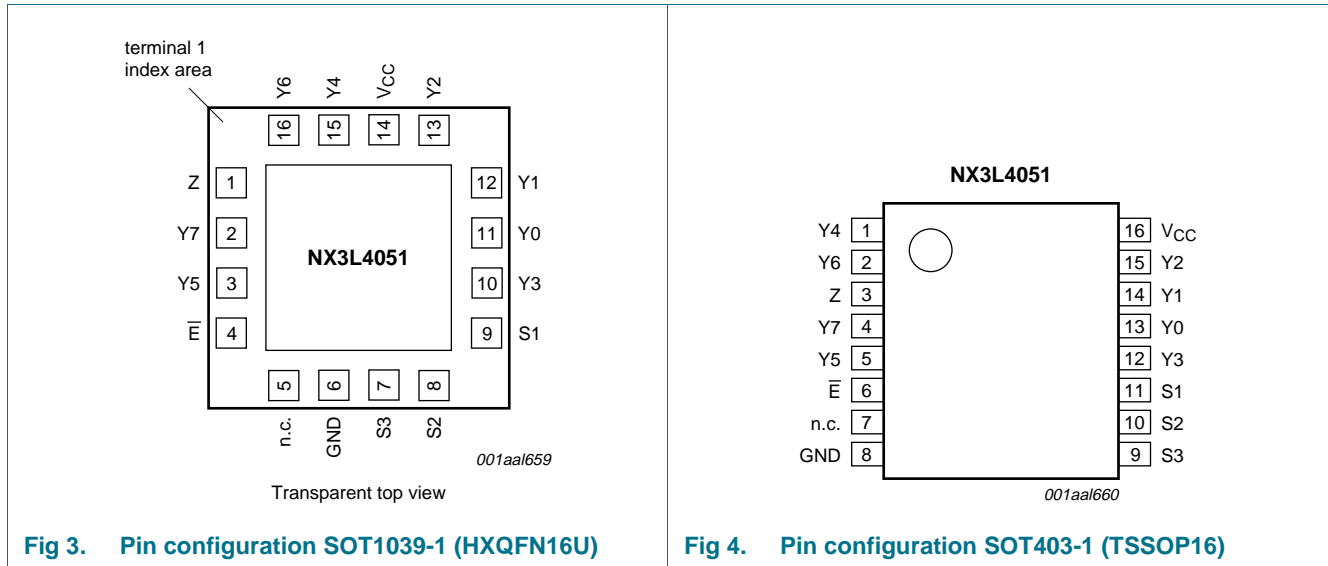 terminal 1
index area
Y6 Y4 VCC Y2
16 15 14 13
Z 1 12 Y1
Y7 2 11 Y0
NX3L4051
Y5 3 10 Y3
E̅ 4 9 S1
5 6 7 8
n.c. GND S3 S2
001aal659
Transparent top view
Fig 3. Pin configuration SOT1039-1 (HXQFN16U)
NX3L4051
Y4 1 16 VCC
Y6 2 15 Y2
Z 3 14 Y1
Y7 4 13 Y0
Y5 5 12 Y3
E̅ 6 11 S1
n.c. 7 10 S2
GND 8 9 S3
001aal660
Fig 4. Pin configuration SOT403-1 (TSSOP16)